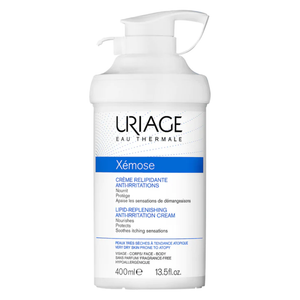 URIAGE
EAU THERMALE
Xémose
CRÈME RELIPIDANTE
ANTI-IRRITATIONS
Nourrit
Protège
Apaise les sensations de démangeaisons
LIPID-REPLENISHING
ANTI-IRRITATION CREAM
Nourishes
Protects
Soothes itching sensations
PEAUX TRÈS SÈCHES À TENDANCE ATOPIQUE
VERY DRY SKIN PRONE TO ATOPY
VISAGE - CORPS/FACE - BODY
SANS PARFUM/FRAGRANCE-FREE
HYPOALLERGÉNIQUE
400ml℮ 13.5fl.oz.